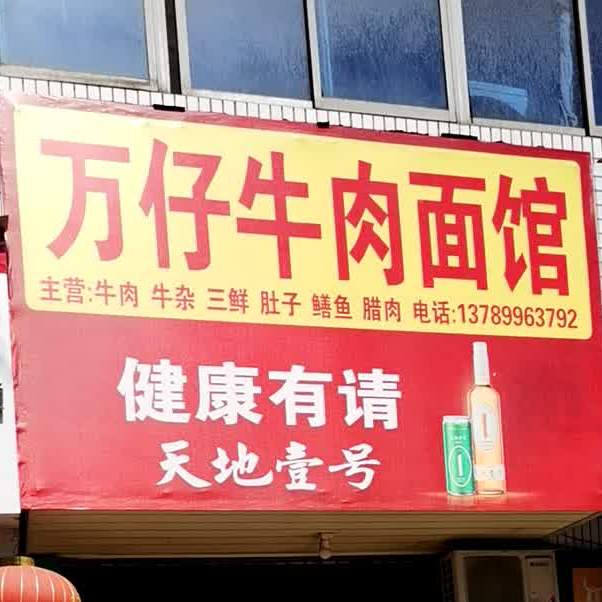 万仔牛肉面馆
主营:牛肉 牛杂 三鲜 肚子 鳝鱼 腊肉 电话:13789963792
健康有请
天地壹号